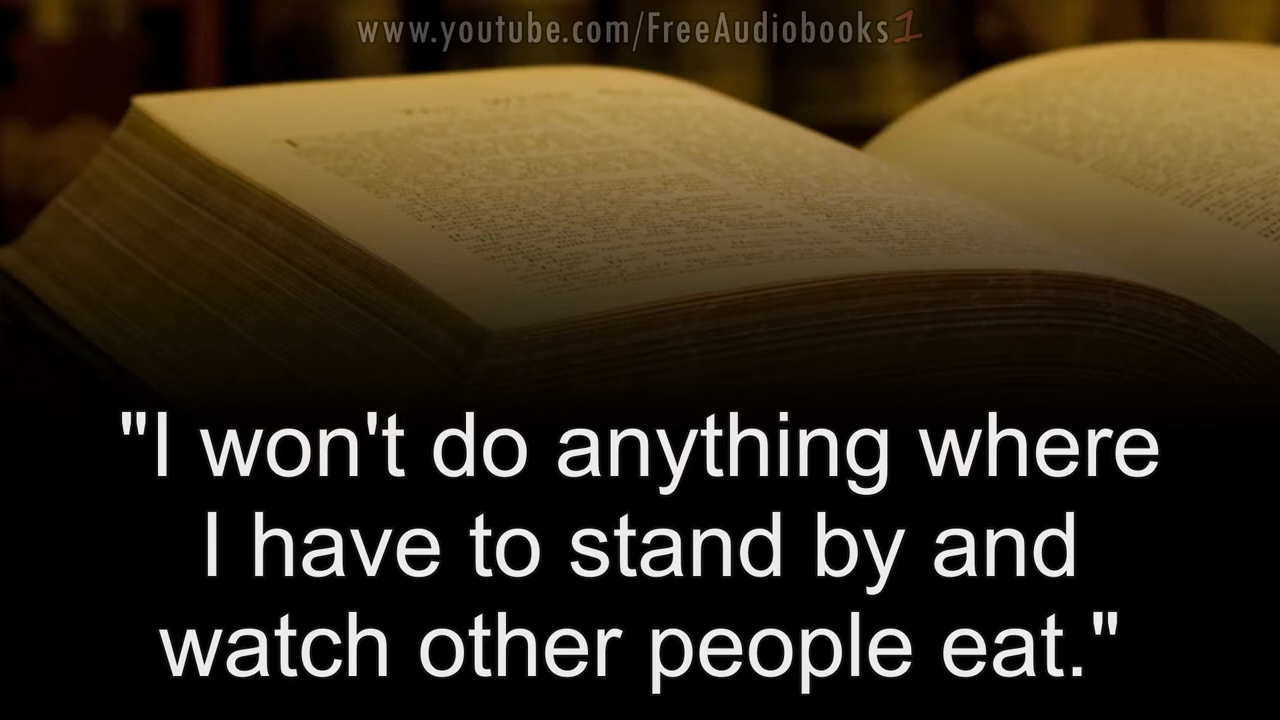 www.youtube.com/FreeAudiobooks1
"I won't do anything where
I have to stand by and
watch other people eat."